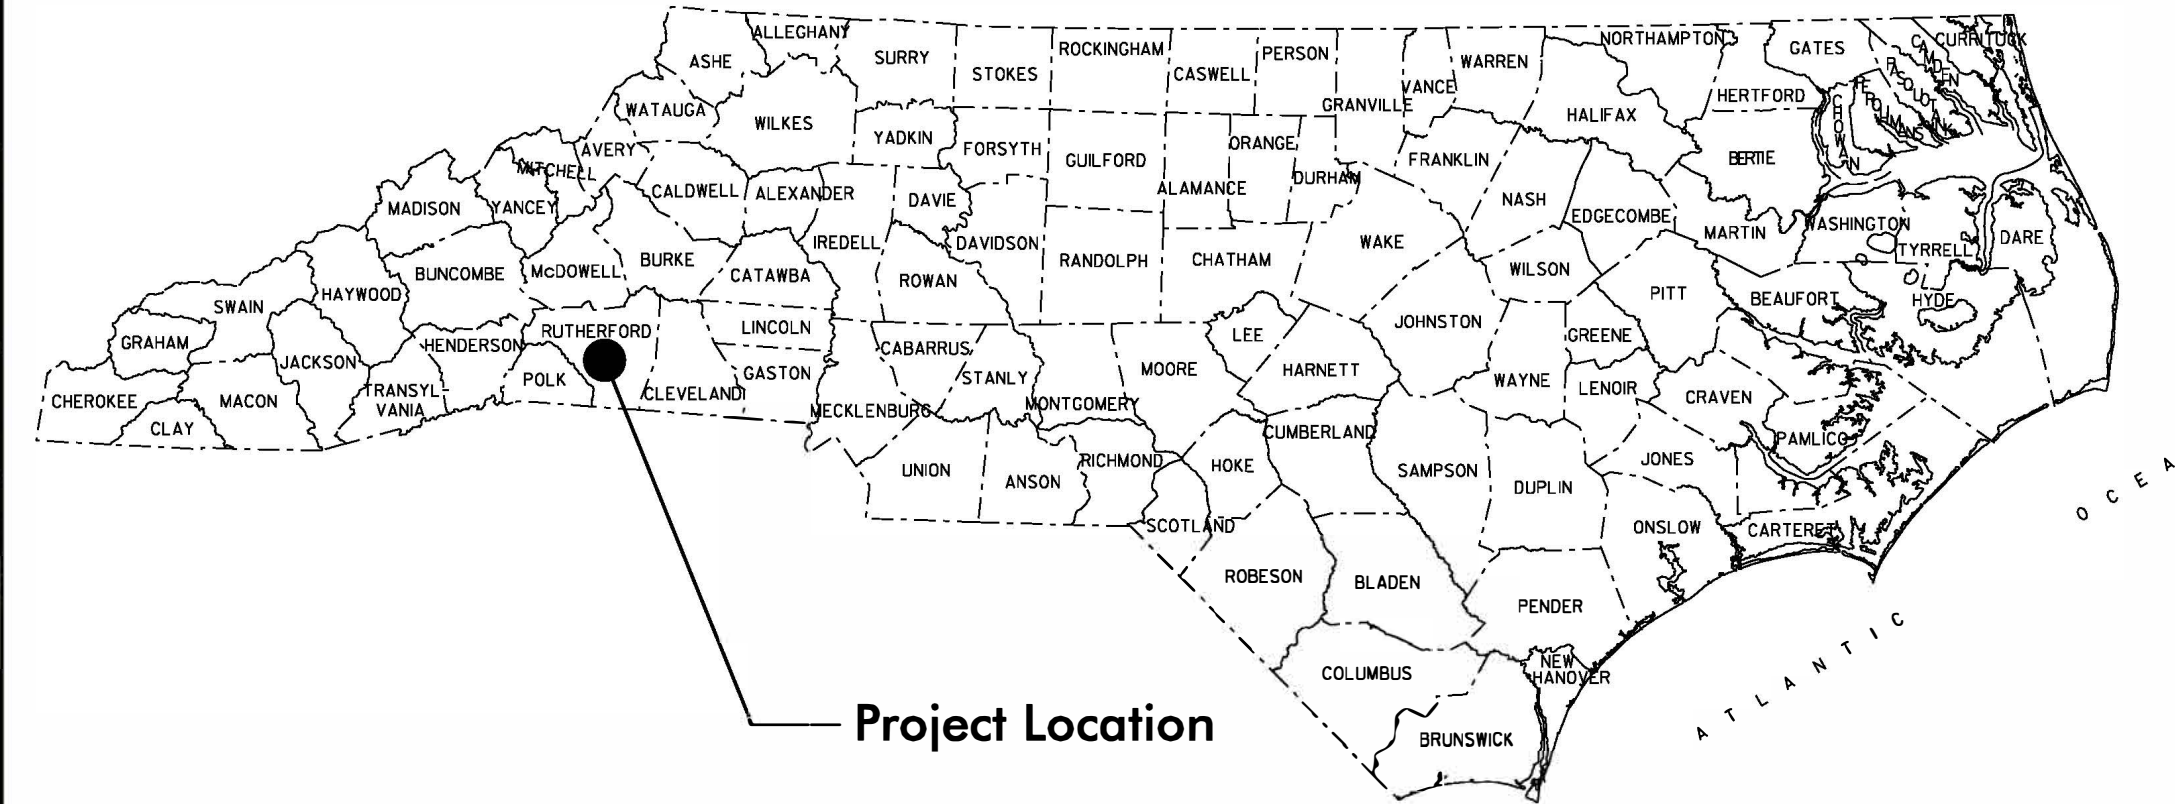 ALLEGHANY
ASHE
SURRY
STOKES
ROCKINGHAM
CASWELL
PERSON
GRANVILLE
VANCE
WARREN
NORTHAMPTON
GATES
CAMDEN
CURRITUCK
PASQUOTANK
PERQUIMANS
CHOWAN
HERTFORD
HALIFAX
BERTIE
WATAUGA
WILKES
YADKIN
FORSYTH
GUILFORD
ALAMANCE
ORANGE
DURHAM
FRANKLIN
NASH
EDGECOMBE
MARTIN
WASHINGTON
TYRRELL
DARE
MITCHELL
AVERY
CALDWELL
ALEXANDER
DAVIE
MADISON
YANCEY
IREDELL
DAVIDSON
RANDOLPH
CHATHAM
WAKE
WILSON
PITT
BEAUFORT
HYDE
BUNCOMBE
McDOWELL
BURKE
CATAWBA
ROWAN
HAYWOOD
SWAIN
GRAHAM
JACKSON
HENDERSON
RUTHERFORD
LINCOLN
CABARRUS
STANLY
MOORE
LEE
HARNETT
JOHNSTON
GREENE
WAYNE
LENOIR
CRAVEN
CHEROKEE
CLAY
MACON
TRANSYL-
VANIA
POLK
CLEVELAND
GASTON
MECKLENBURG
MONTGOMERY
CUMBERLAND
PAMLICO
UNION
ANSON
RICHMOND
HOKE
SAMPSON
DUPLIN
JONES
SCOTLAND
ONSLOW
CARTERET
ROBESON
BLADEN
PENDER
COLUMBUS
NEW
HANOVER
BRUNSWICK
Project Location
ATLANTIC
OCEA